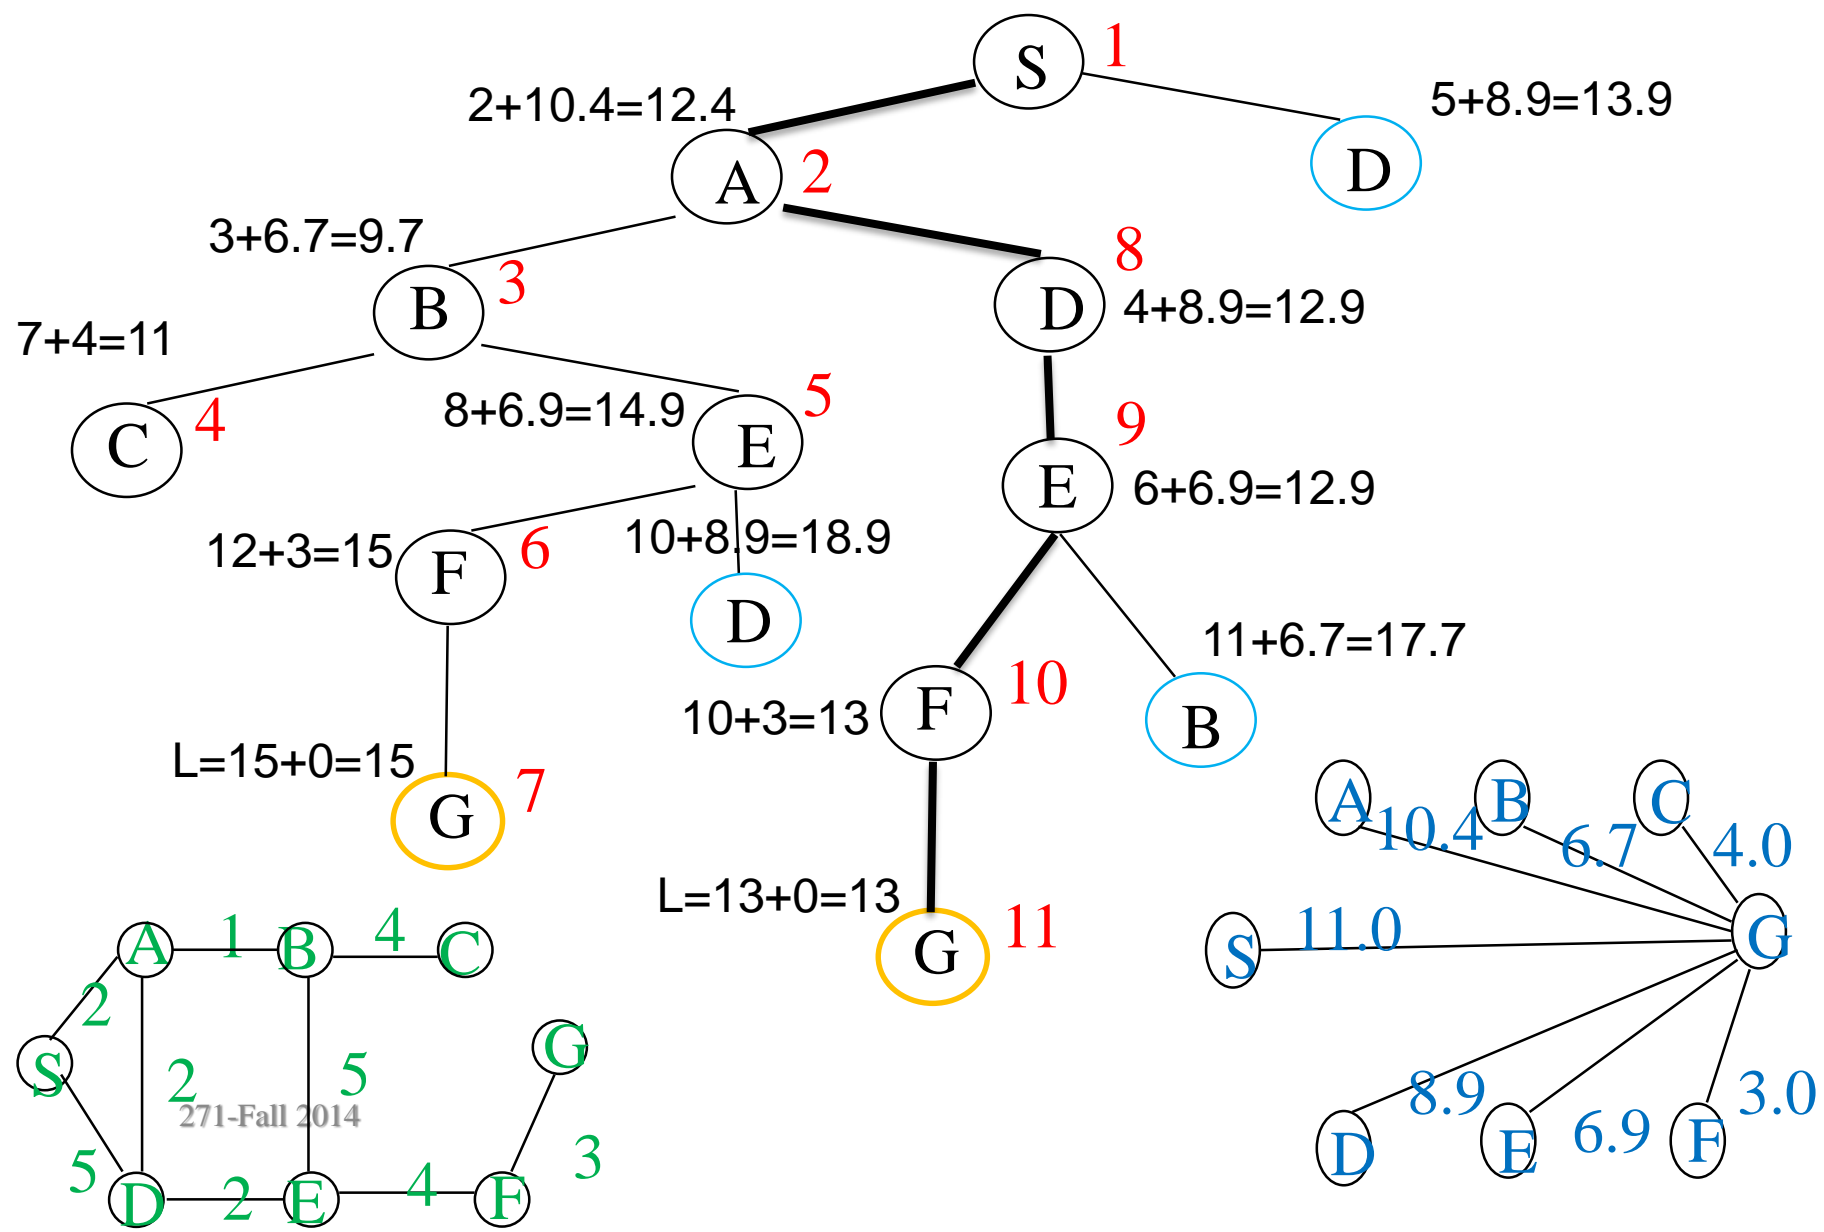 S 1
2+10.4=12.4
5+8.9=13.9
A 2
D
3+6.7=9.7
B 3
D 8
4+8.9=12.9
7+4=11
C 4
8+6.9=14.9
E 5
E 9
6+6.9=12.9
12+3=15
F 6
10+8.9=18.9
D
11+6.7=17.7
10+3=13
F 10
B
L=15+0=15
G 7
L=13+0=13
G 11
A 1 B 4 C
2
S
2
5
G
271-Fall 2014
5
3
D 2 E 4 F
A B C
10.4 6.7 4.0
S 11.0 G
8.9 6.9 3.0
D E F